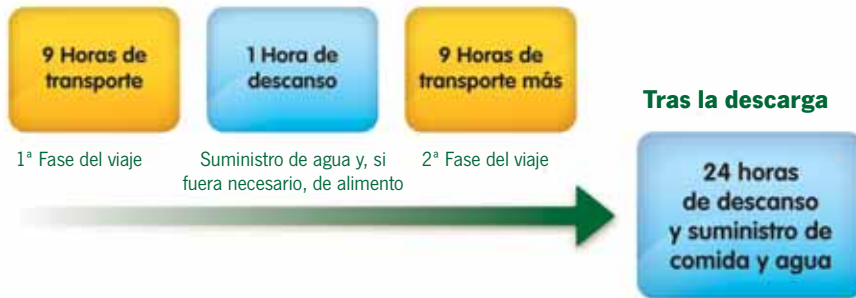 9 Horas de
transporte
1 Hora de
descanso
9 Horas de
transporte más
1ª Fase del viaje
Suministro de agua y, si
fuera necesario, de alimento
2ª Fase del viaje
Tras la descarga
24 horas
de descanso
y suministro de
comida y agua